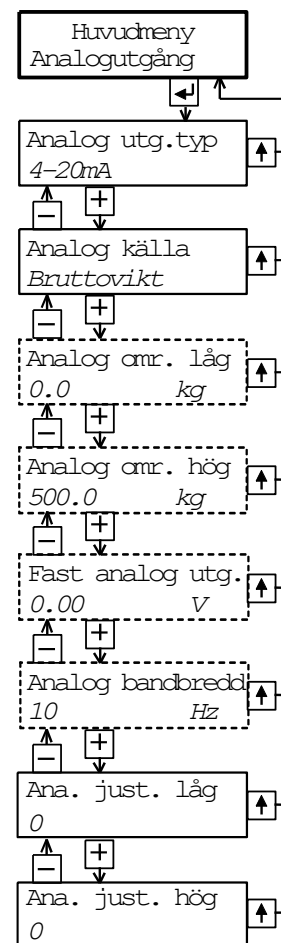 Huvudmeny
Analogutgång
Analog utg.typ
4-20mA
Analog källa
Bruttovikt
Analog omr. låg
0.0 kg
Analog omr. hög
500.0 kg
Fast analog utg.
0.00 V
Analog bandbredd
10 Hz
Ana. just. låg
0
Ana. just. hög
0